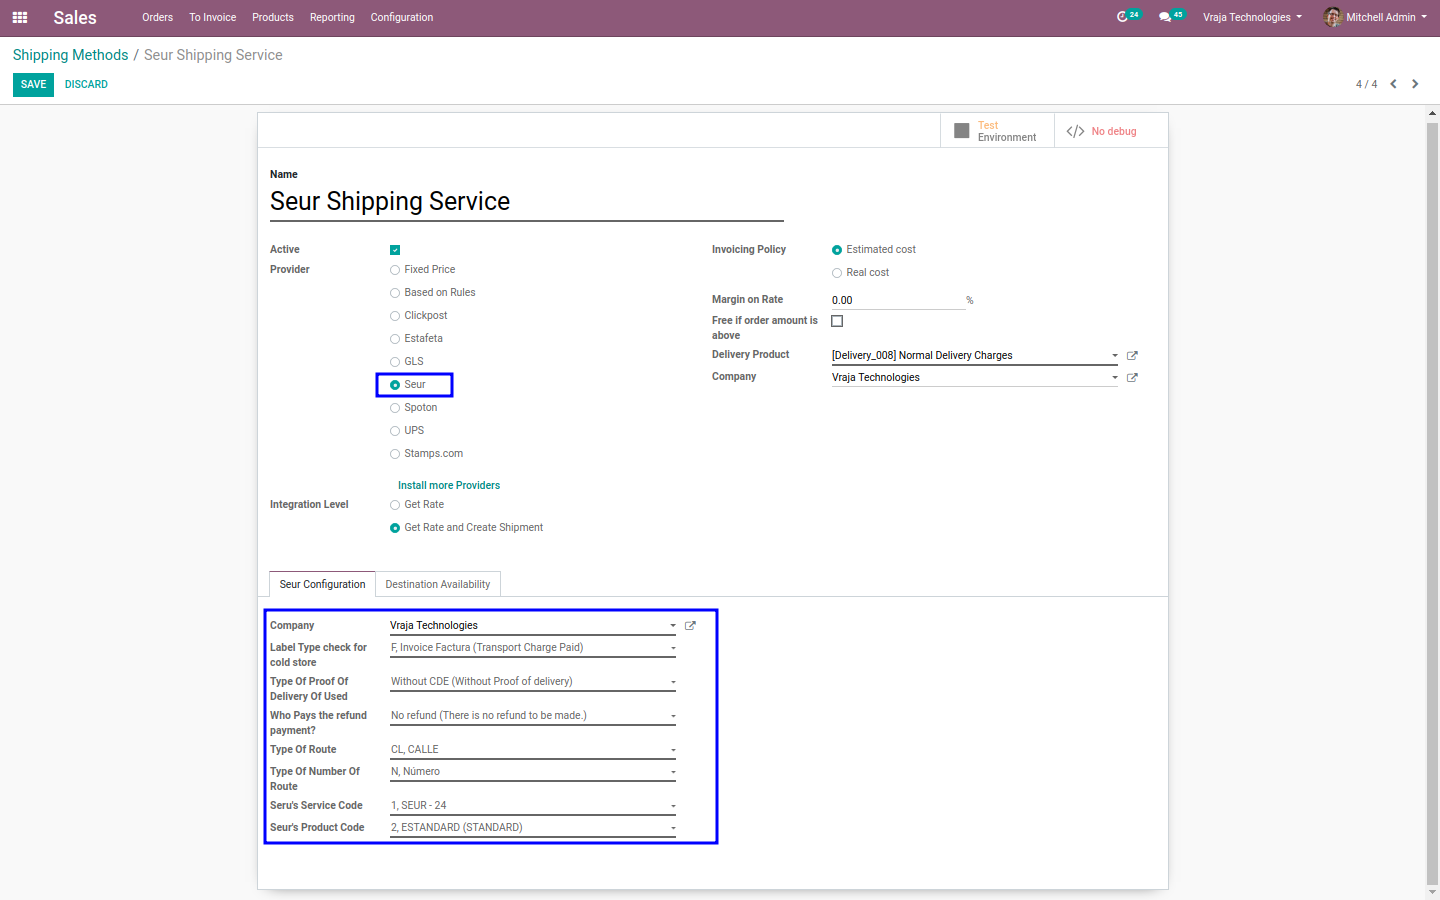 Sales Orders To Invoice Products Reporting Configuration 24 45 Vraja Technologies Mitchell Admin
Shipping Methods / Seur Shipping Service
SAVE DISCARD 4 / 4
Test
Environment
No debug
Name
Seur Shipping Service
Active
Provider
Fixed Price
Based on Rules
Clickpost
Estafeta
GLS
Seur
Spoton
UPS
Stamps.com
Install more Providers
Integration Level
Get Rate
Get Rate and Create Shipment
Invoicing Policy
Estimated cost
Real cost
Margin on Rate 0.00 %
Free if order amount is
above
Delivery Product [Delivery_008] Normal Delivery Charges
Company Vraja Technologies
Seur Configuration Destination Availability
Company Vraja Technologies
Label Type check for
cold store
F, Invoice Factura (Transport Charge Paid)
Type Of Proof Of
Delivery Of Used
Without CDE (Without Proof of delivery)
Who Pays the refund
payment?
No refund (There is no refund to be made.)
Type Of Route CL, CALLE
Type Of Number Of
Route
N, Número
Seru's Service Code 1, SEUR - 24
Seur's Product Code 2, ESTANDARD (STANDARD)